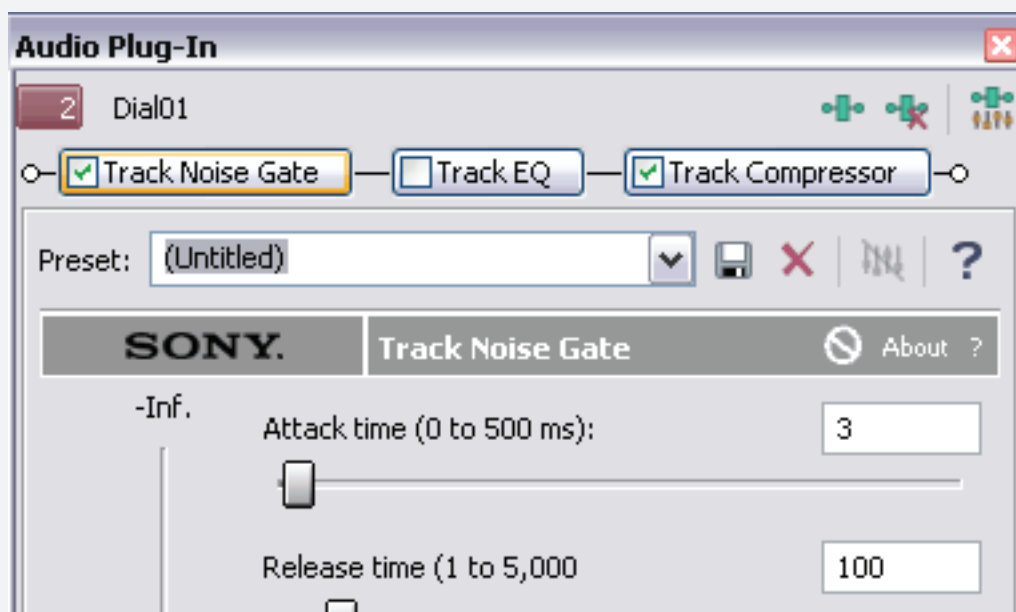 Audio Plug-In
2 Dial01
Track Noise Gate Track EQ Track Compressor
Preset: (Untitled) ?
SONY. Track Noise Gate About ?
-Inf.
Attack time (0 to 500 ms): 3
Release time (1 to 5,000 100